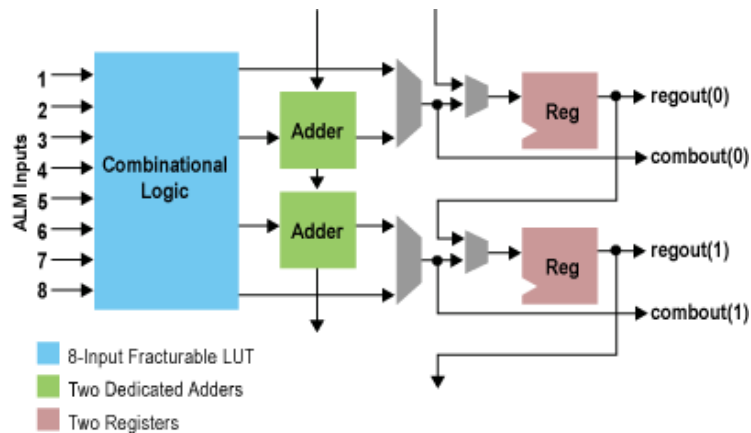 ALM Inputs
1
2
3
4
5
6
7
8
Combinational
Logic
Adder
Adder
Reg
Reg
regout(0)
combout(0)
regout(1)
combout(1)
8-Input Fracturable LUT
Two Dedicated Adders
Two Registers